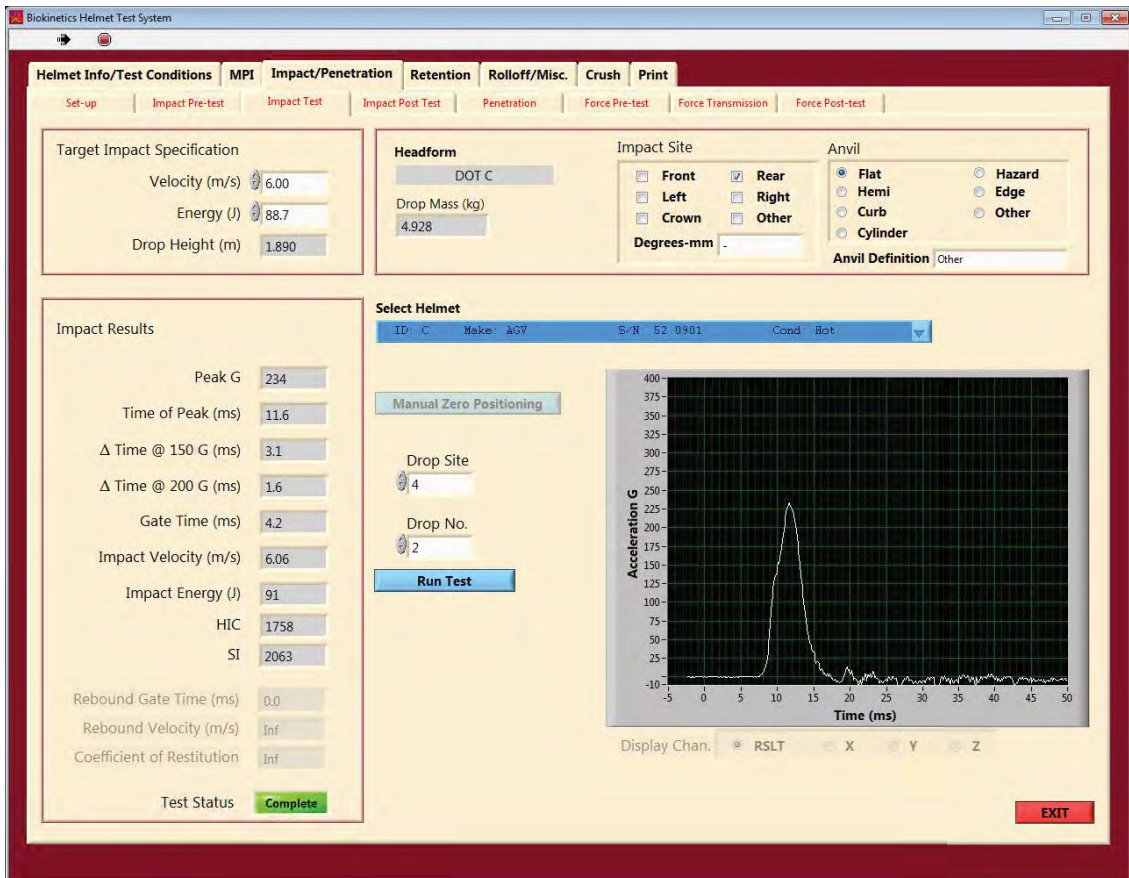 Biokinetics Helmet Test System
Helmet Info/Test Conditions MPI Impact/Penetration Retention Rolloff/Misc. Crush Print
Set-up Impact Pre-test Impact Test Impact Post Test Penetration Force Pre-test Force Transmission Force Post-test
Target Impact Specification
Velocity (m/s) 6.00
Energy (J) 88.7
Drop Height (m) 1.890
Headform
DOT C
Drop Mass (kg)
4.928
Impact Site
Front Rear
Left Right
Crown Other
Degrees-mm -
Anvil
Flat Hazard
Hemi Edge
Curb Other
Cylinder
Anvil Definition Other
Impact Results
Peak G 234
Time of Peak (ms) 11.6
Δ Time @ 150 G (ms) 3.1
Δ Time @ 200 G (ms) 1.6
Gate Time (ms) 4.2
Impact Velocity (m/s) 6.06
Impact Energy (J) 91
HIC 1758
SI 2063
Rebound Gate Time (ms) 0.0
Rebound Velocity (m/s) Inf
Coefficient of Restitution Inf
Test Status Complete
Select Helmet
ID: C Make: AGV S/N: 52 0901 Cond: Hot
Manual Zero Positioning
Drop Site
4
Drop No.
2
Run Test
Acceleration G
400
375
350
325
300
275
250
225
200
175
150
125
100
75
50
25
-10
-5 0 5 10 15 20 25 30 35 40 45 50
Time (ms)
Display Chan. RSLT X Y Z
EXIT